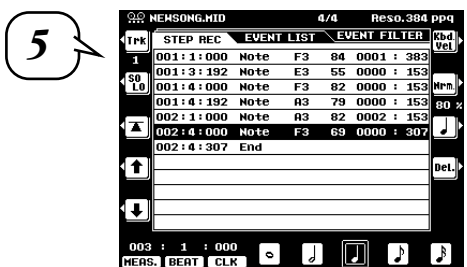 5
NEWSONG.MID 4/4 Reso.384 ppq
Trk STEP REC EVENT LIST EVENT FILTER Kbd. Vel
1 001:1:000 Note F3 84 0001 : 383
SO LO 001:3:192 Note E3 55 0000 : 153
001:4:000 Note F3 82 0000 : 153 Nrm.
001:4:192 Note A3 79 0000 : 153 80 %
002:1:000 Note A3 82 0002 : 153
002:4:000 Note F3 69 0000 : 307
002:4:307 End
Del.
003 : 1 : 000
MEAS. BEAT CLK